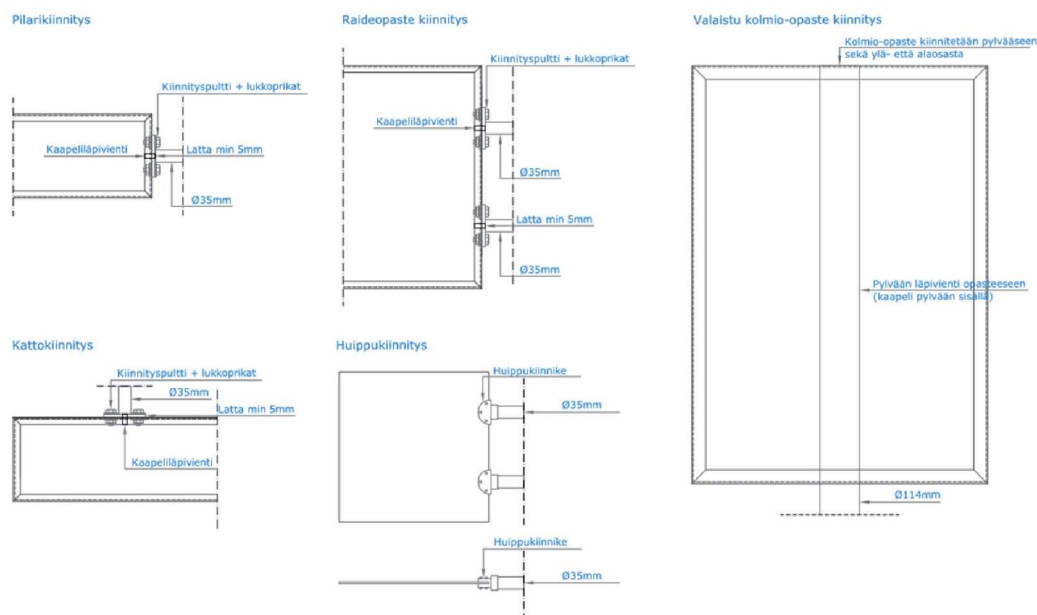 Pilarikiinnitys
Kiinnityspultti + lukkoprikat
Kaapeliläpivienti
Latta min 5mm
Ø35mm
Raideopaste kiinnitys
Kiinnityspultti + lukkoprikat
Kaapeliläpivienti
Ø35mm
Latta min 5mm
Ø35mm
Valaistu kolmio-opaste kiinnitys
Kolmio-opaste kiinnitetään pylvääseen
sekä ylä- että alaosasta
Pylvään läpivienti opasteeseen
(kaapeli pylvään sisällä)
Ø114mm
Kattokiinnitys
Kiinnityspultti + lukkoprikat
Ø35mm
Latta min 5mm
Kaapeliläpivienti
Huippukiinnitys
Huippukiinnike
Ø35mm
Ø35mm
Huippukiinnike
Ø35mm